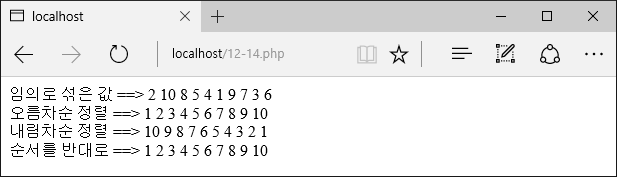 localhost
localhost/12-14.php
임의로 섞은 값 ==> 2 10 8 5 4 1 9 7 3 6
오름차순 정렬 ==> 1 2 3 4 5 6 7 8 9 10
내림차순 정렬 ==> 10 9 8 7 6 5 4 3 2 1
순서를 반대로 ==> 1 2 3 4 5 6 7 8 9 10